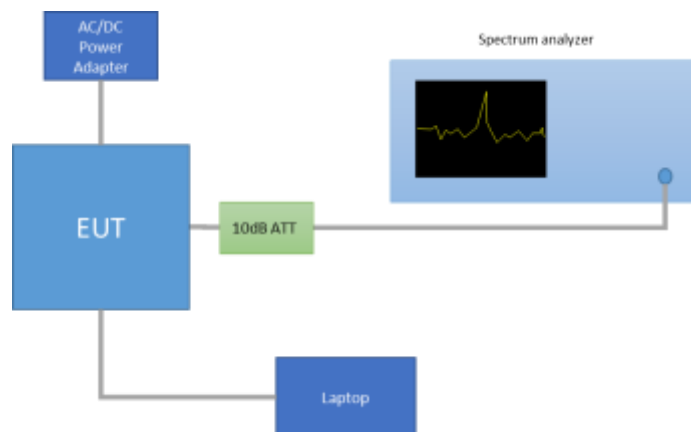 AC/DC
Power
Adapter
Spectrum analyzer
EUT
10dB ATT
Laptop